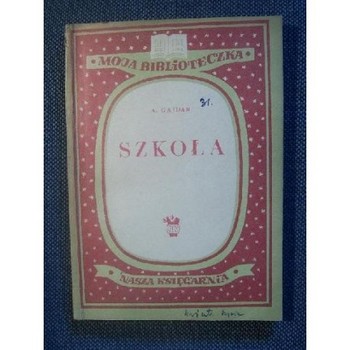 MOJA BIBLIOTECZKA
A. GAJDAR
SZKOŁA
NASZA KSIĘGARNIA